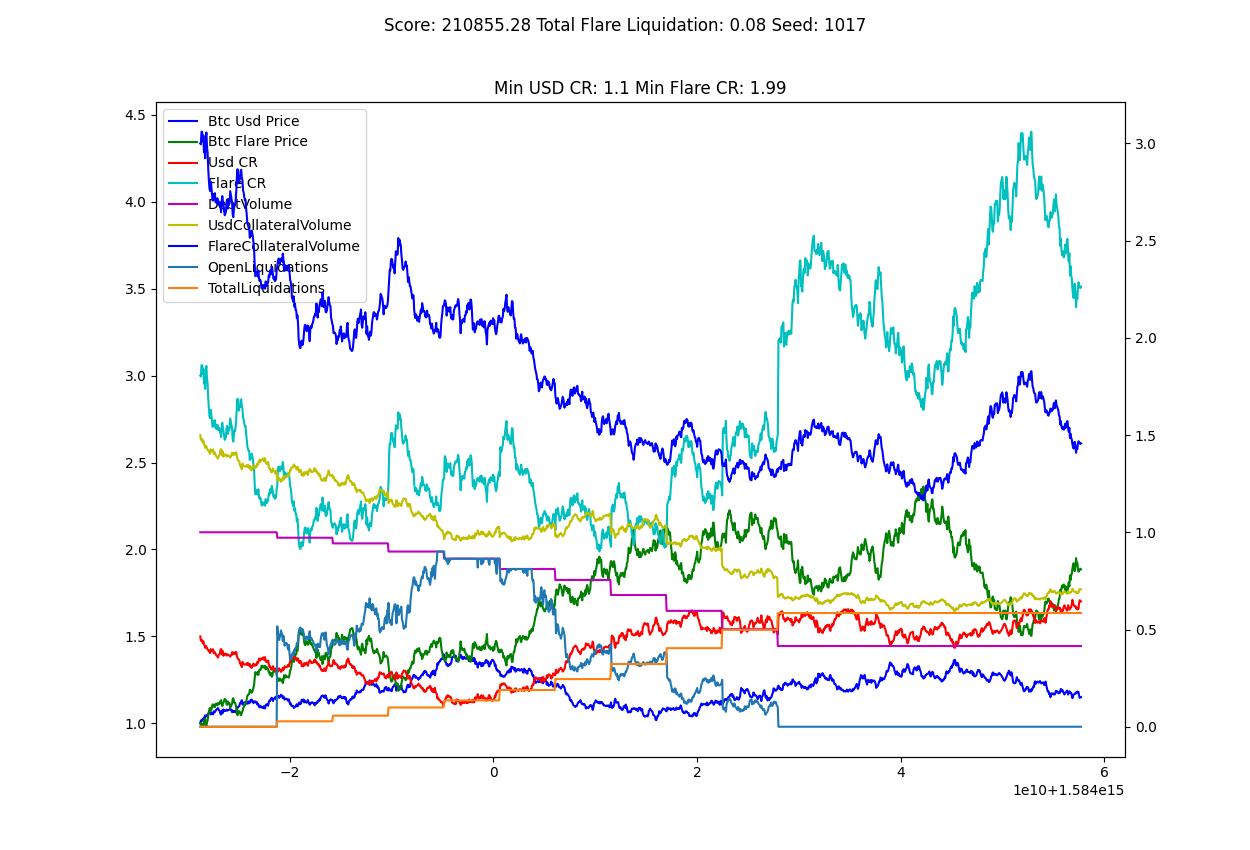 Score: 210855.28 Total Flare Liquidation: 0.08 Seed: 1017
Min USD CR: 1.1 Min Flare CR: 1.99
Btc Usd Price
Btc Flare Price
Usd CR
Flare CR
DebtVolume
UsdCollateralVolume
FlareCollateralVolume
OpenLiquidations
TotalLiquidations
4.5
4.0
3.5
3.0
2.5
2.0
1.5
1.0
3.0
2.5
2.0
1.5
1.0
0.5
0.0
−2
0
2
4
6
1e10+1.584e15